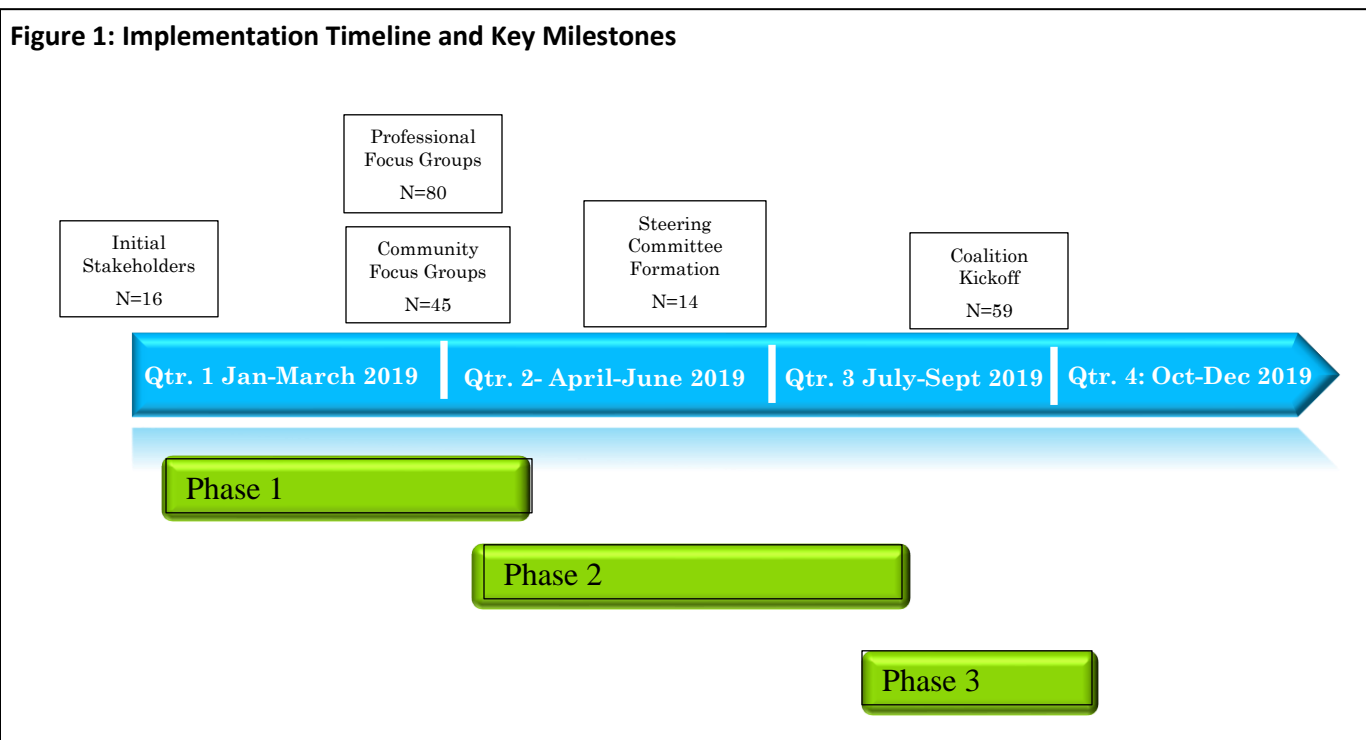 Figure 1: Implementation Timeline and Key Milestones
Professional
Focus Groups
N=80
Initial
Stakeholders
N=16
Community
Focus Groups
N=45
Steering
Committee
Formation
N=14
Coalition
Kickoff
N=59
Qtr. 1 Jan-March 2019
Qtr. 2- April-June 2019
Qtr. 3 July-Sept 2019
Qtr. 4: Oct-Dec 2019
Phase 1
Phase 2
Phase 3